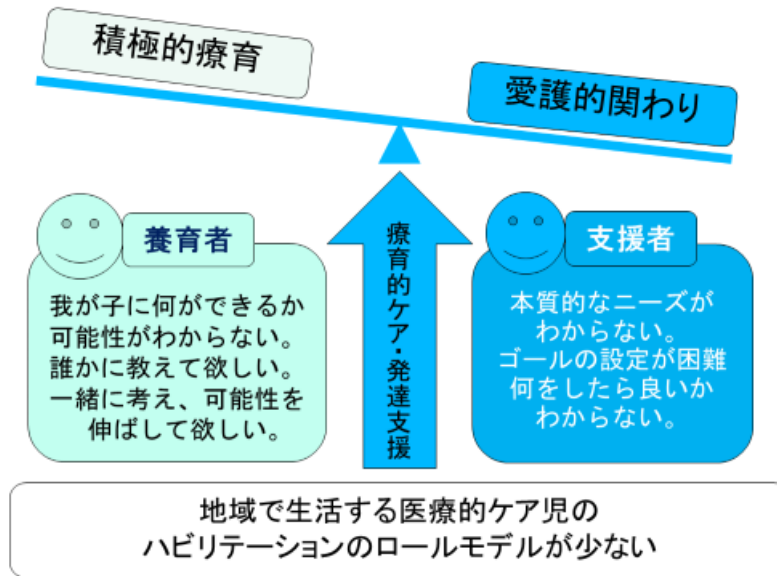 積極的療育
愛護的関わり
養育者
我が子に何ができるか
可能性がわからない。
誰かに教えて欲しい。
一緒に考え、可能性を
伸ばして欲しい。
療育的ケア・発達支援
支援者
本質的なニーズが
わからない。
ゴールの設定が困難
何をしたら良いか
わからない。
地域で生活する医療的ケア児の
ハビリテーションのロールモデルが少ない